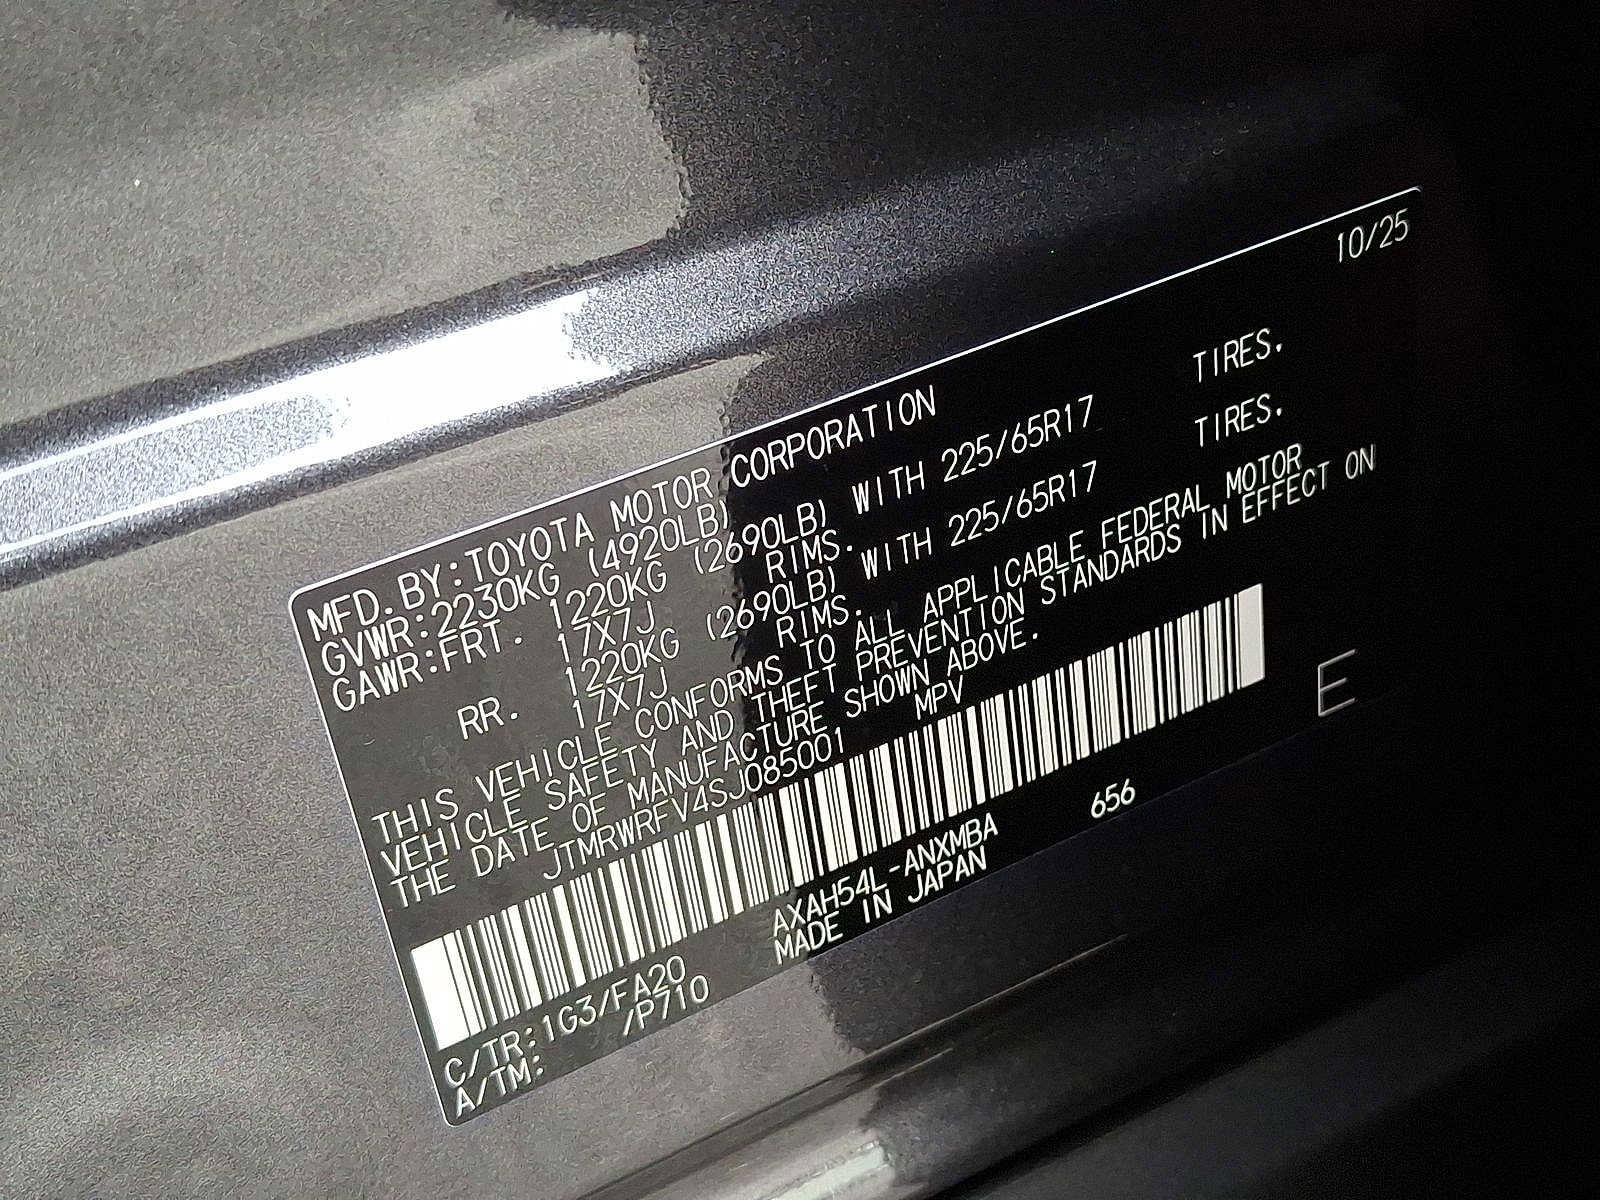 10/25
MFD. BY: TOYOTA MOTOR CORPORATION
GVWR: 2230KG (4920LB)
GAWR: FRT. 1220KG (2690LB) WITH 225/65R17 TIRES,
17X7J RIMS.
RR. 1220KG (2690LB) WITH 225/65R17 TIRES,
17X7J RIMS.
THIS VEHICLE CONFORMS TO ALL APPLICABLE FEDERAL MOTOR
VEHICLE SAFETY AND THEFT PREVENTION STANDARDS IN EFFECT ON
THE DATE OF MANUFACTURE SHOWN ABOVE.
JTMRWRFV4SJ085001 MPV
E
C/TR: 1G3/FA20 AXAH54L-ANXMBA 656
A/TM: /P710 MADE IN JAPAN